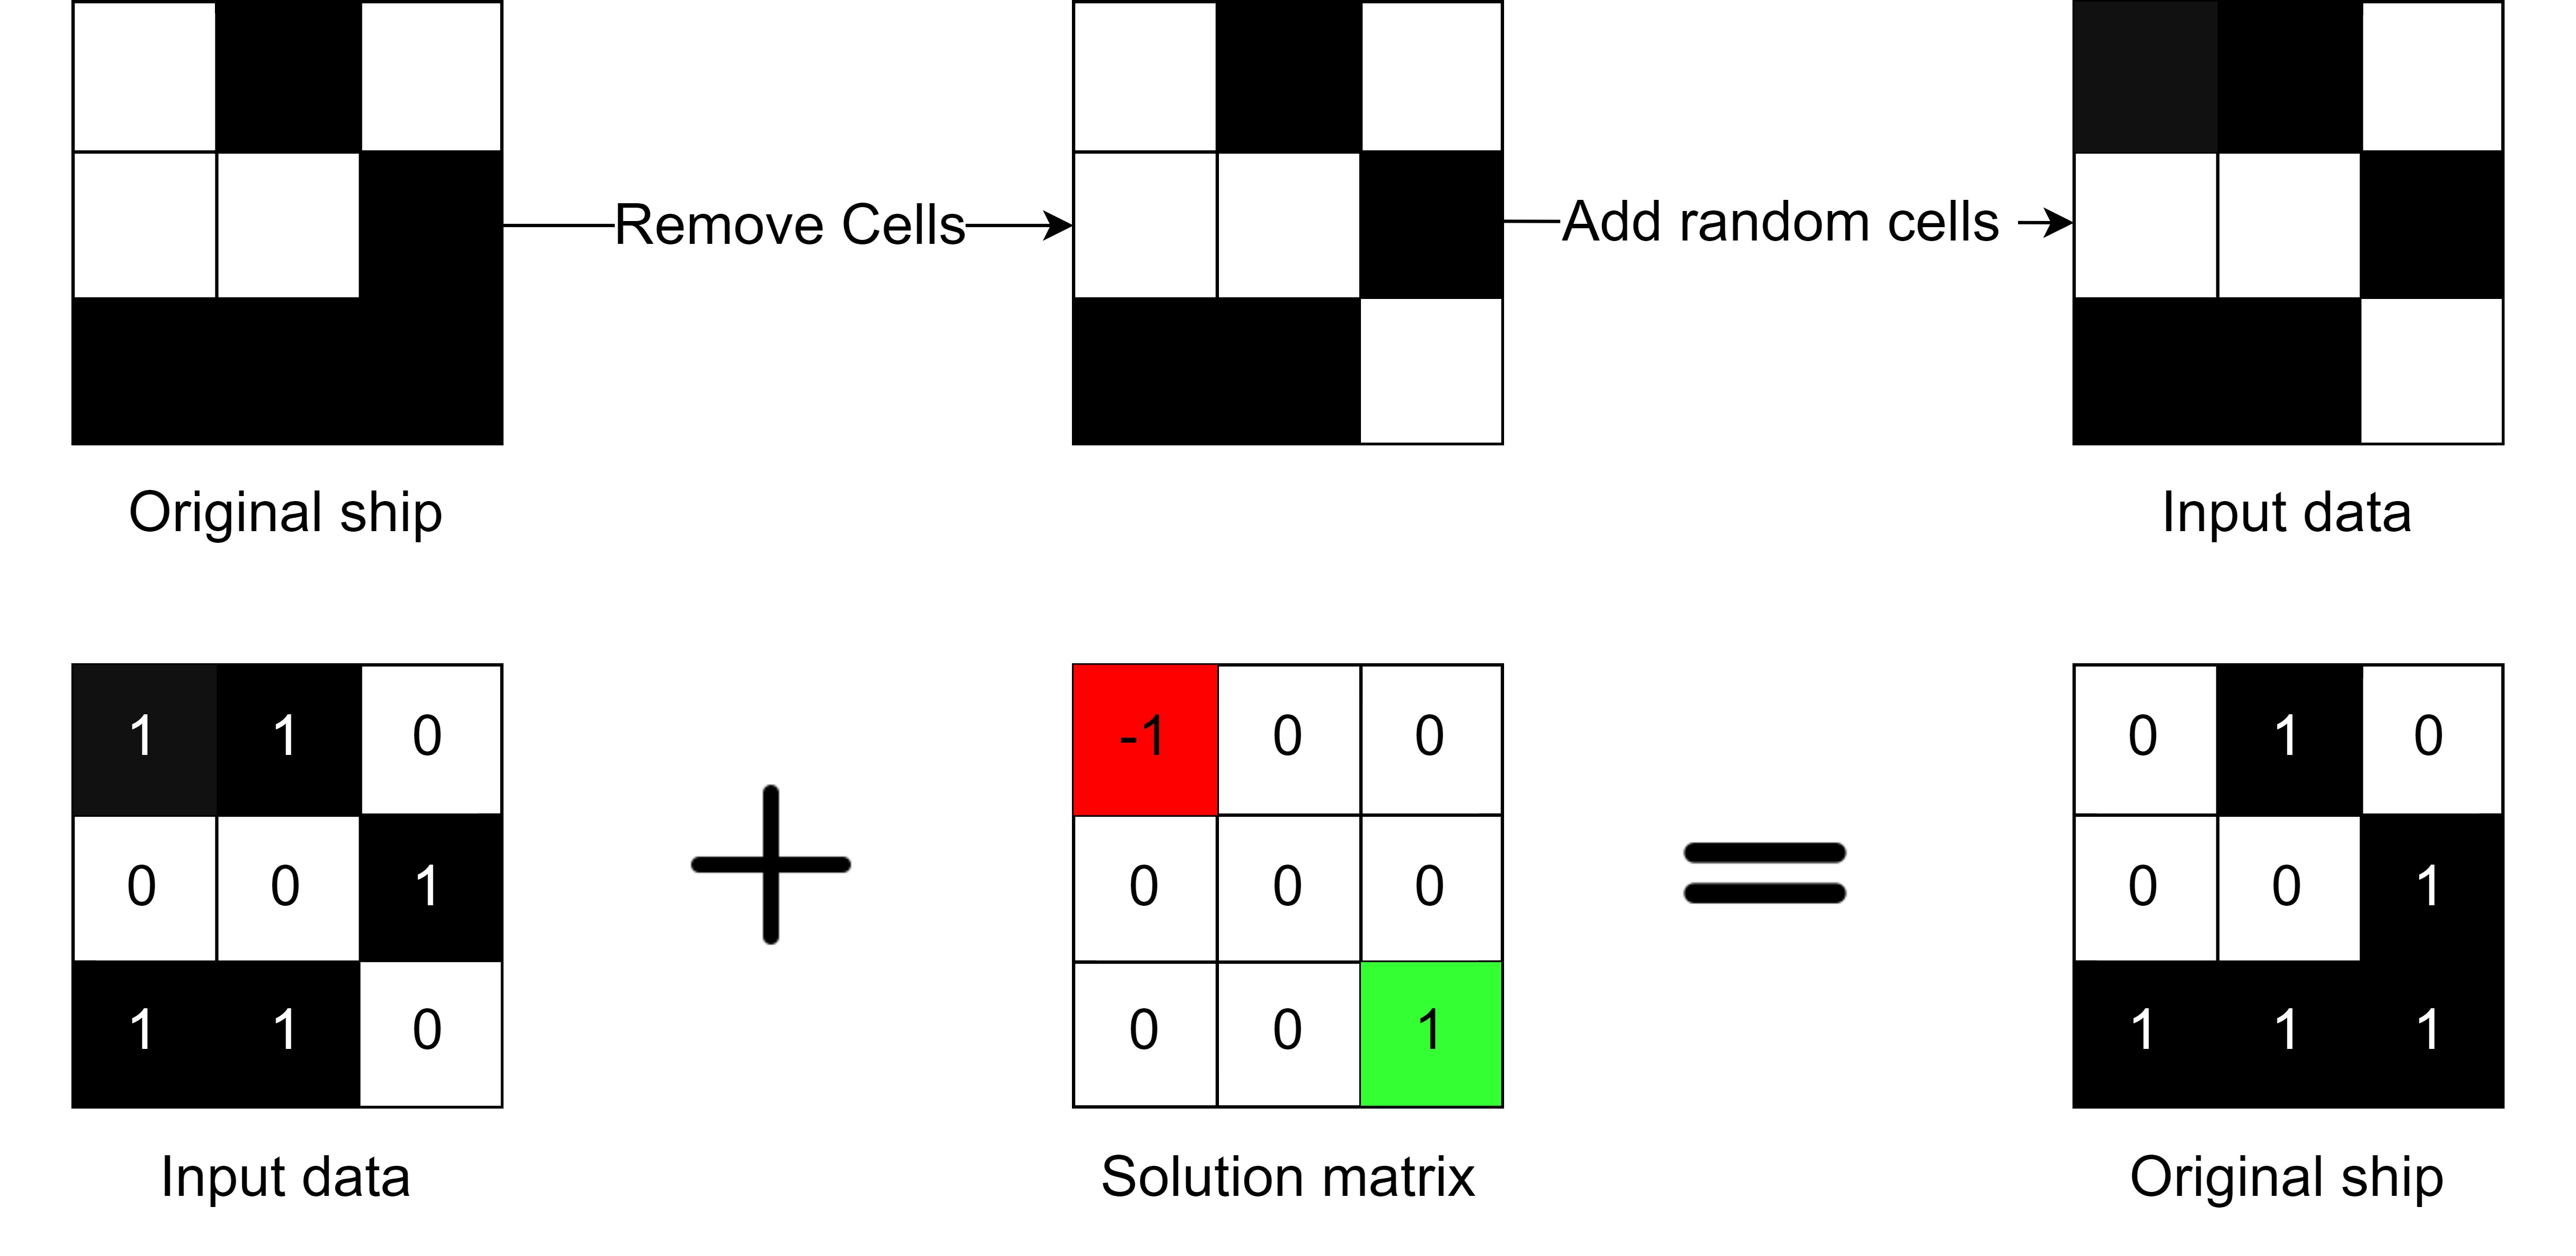 Remove Cells
Add random cells
Original ship
Input data
1 1 0 -1 0 0 0 1 0
0 0 1 0 0 0 0 0 1
1 1 0 0 0 1 1 1 1
Input data
Solution matrix
Original ship